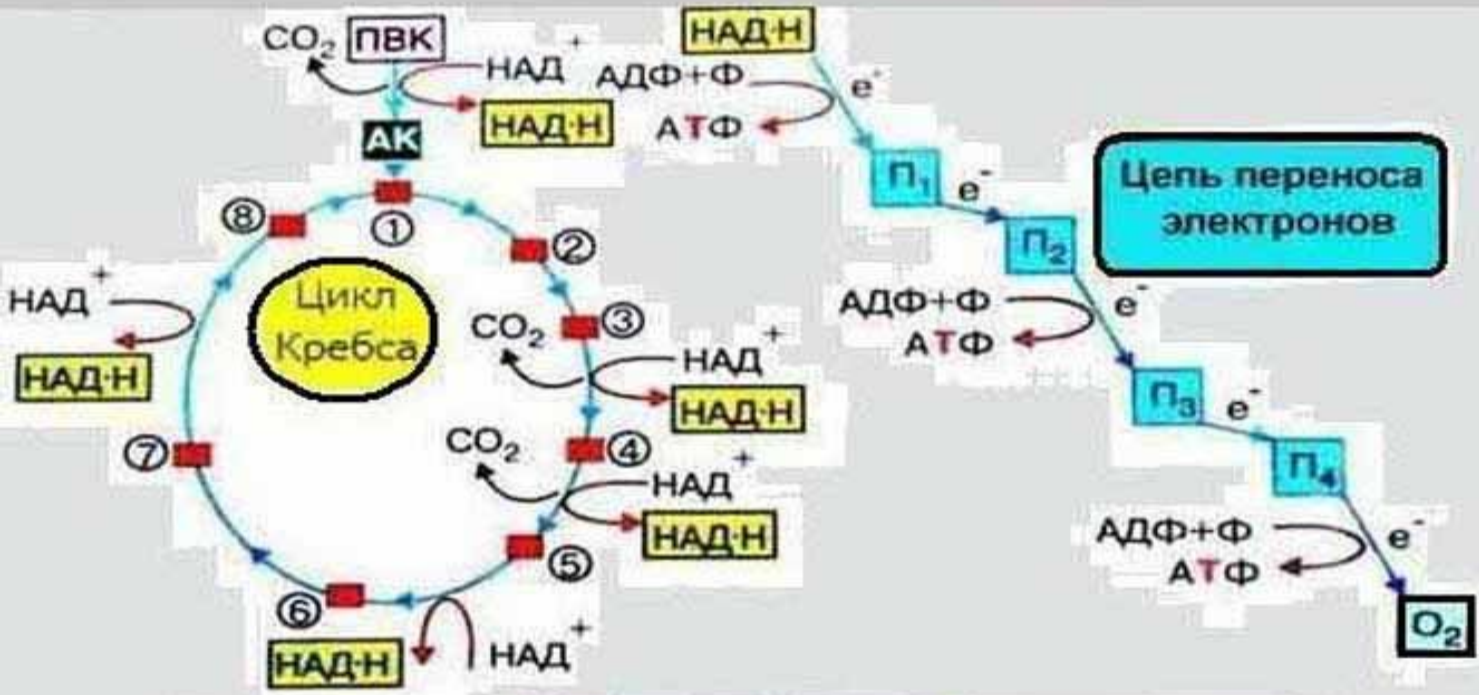 CO₂ ПВК
НАД⁺
НАД·Н
АК
①
②
③
④
⑤
⑥
⑦
⑧
Цикл
Кребса
CO₂
НАД⁺
НАД·Н
CO₂
НАД⁺
НАД·Н
НАД·Н
НАД⁺
НАД⁺
НАД·Н
НАД·Н
АДФ+Ф
АТФ
e⁻
П₁
e⁻
П₂
Цепь переноса
электронов
АДФ+Ф
АТФ
e⁻
П₃
e⁻
П₄
АДФ+Ф
АТФ
e⁻
O₂